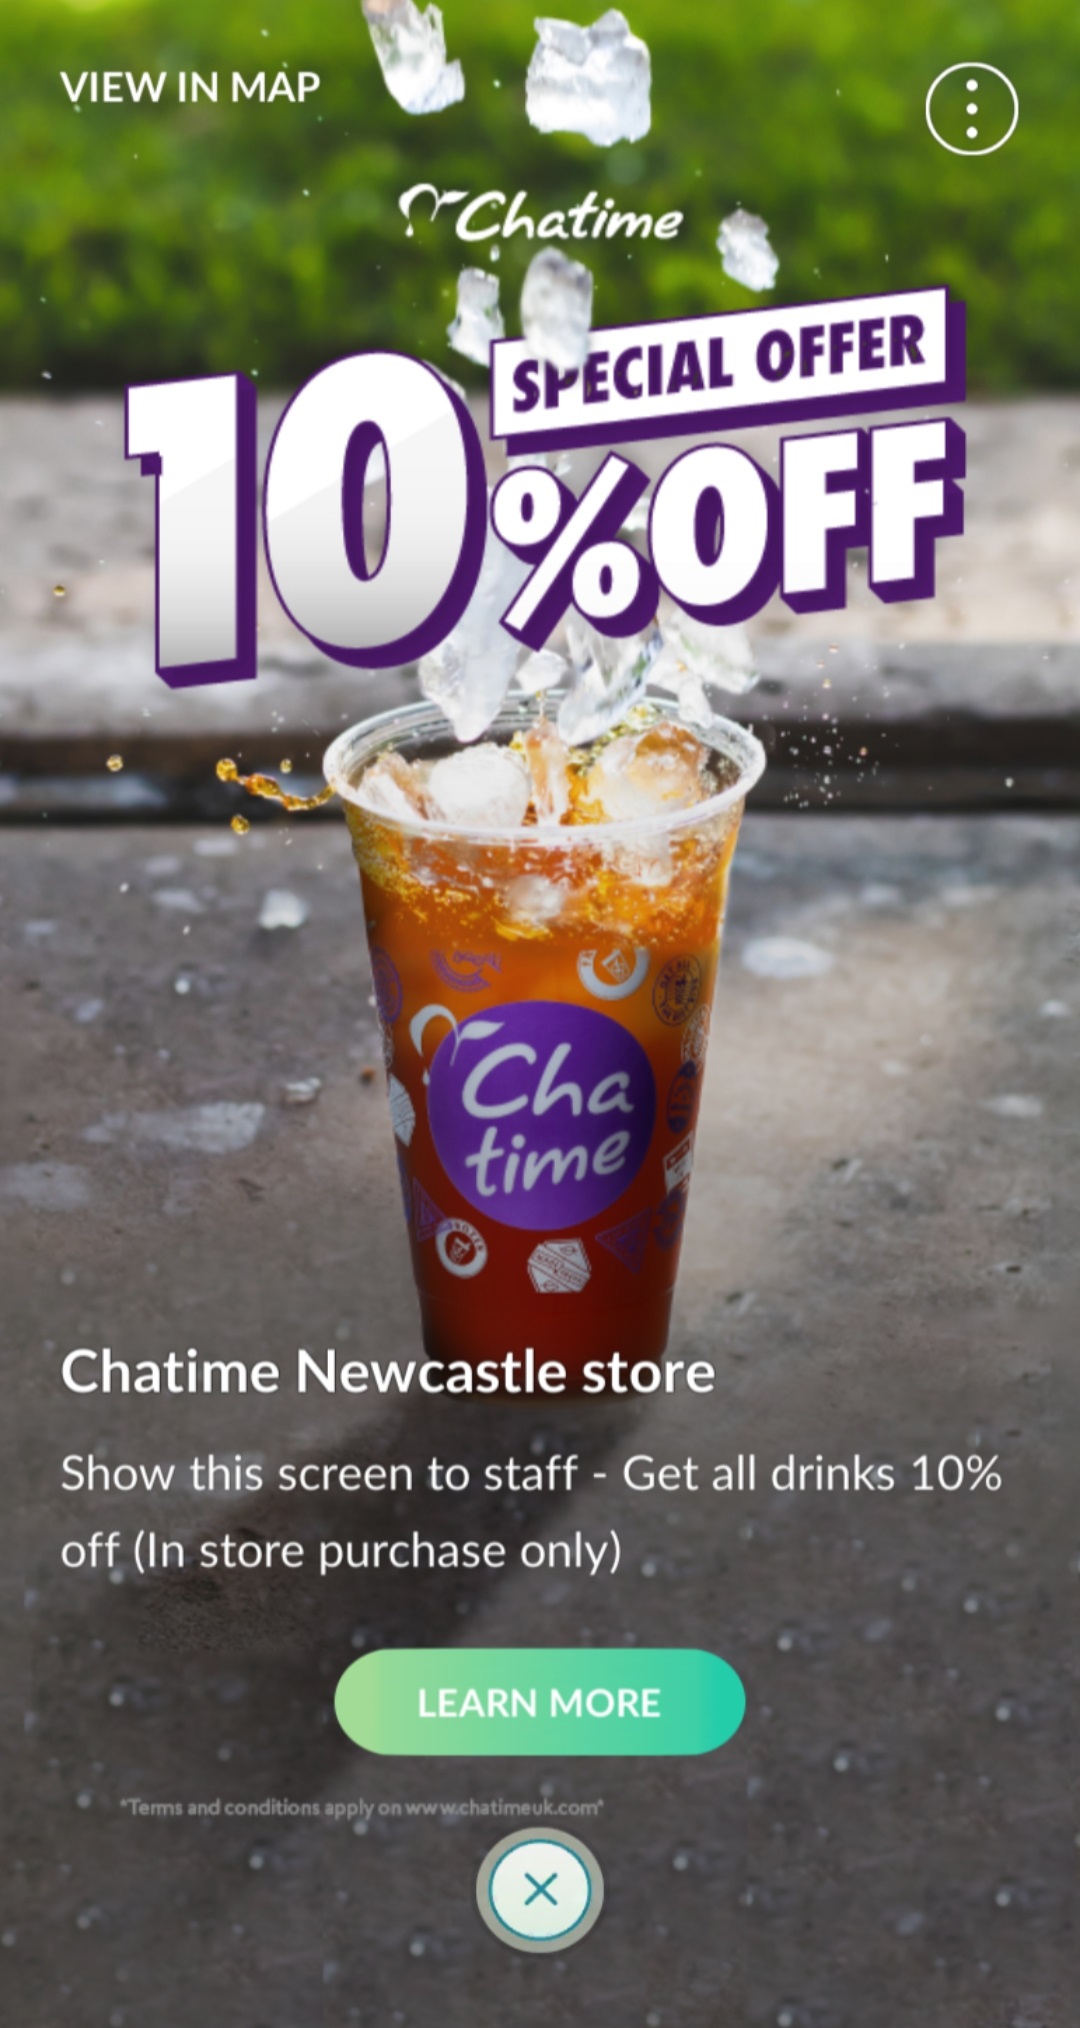 VIEW IN MAP
Chatime
SPECIAL OFFER
10%OFF
Cha
time
Chatime Newcastle store
Show this screen to staff - Get all drinks 10%
off (In store purchase only)
LEARN MORE
*Terms and conditions apply on www.chatimeuk.com*